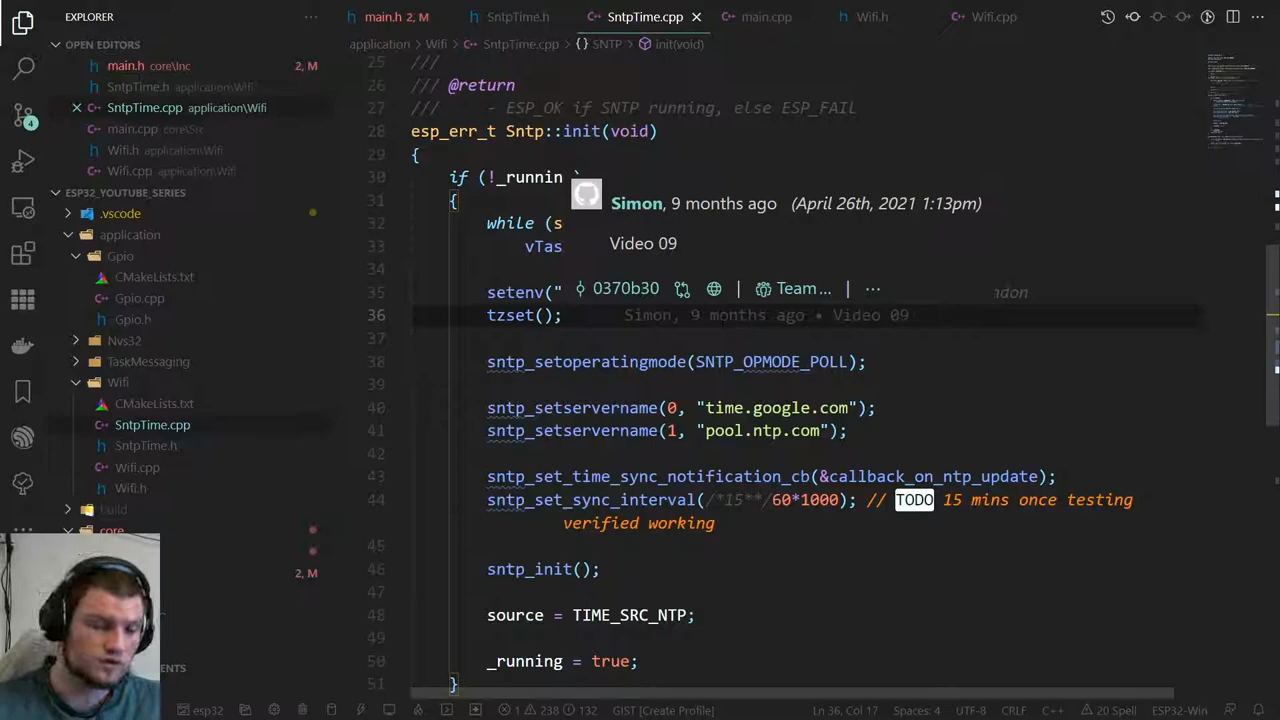 EXPLORER
OPEN EDITORS
main.h core\Inc 2, M
SntpTime.h application\Wifi
SntpTime.cpp application\Wifi
main.cpp core\Src
Wifi.h application\Wifi
Wifi.cpp application\Wifi
ESP32_YOUTUBE_SERIES
.vscode
application
Gpio
CMakeLists.txt
Gpio.cpp
Gpio.h
Nvs32
TaskMessaging
Wifi
CMakeLists.txt
SntpTime.cpp
SntpTime.h
Wifi.cpp
Wifi.h
build
core
2, M
4
main.h 2, M
SntpTime.h
SntpTime.cpp
main.cpp
Wifi.h
Wifi.cpp
application > Wifi > SntpTime.cpp > {} SNTP > init(void)
25 ///
26 /// @return
27 /// - ESP_OK if SNTP running, else ESP_FAIL
28 esp_err_t Sntp::init(void)
29 {
30 if (!_runnin
31 {
32 while (s
33 vTas
34
35 setenv("
36 tzset(); Simon, 9 months ago • Video 09
37
38 sntp_setoperatingmode(SNTP_OPMODE_POLL);
39
40 sntp_setservername(0, "time.google.com");
41 sntp_setservername(1, "pool.ntp.com");
42
43 sntp_set_time_sync_notification_cb(&callback_on_ntp_update);
44 sntp_set_sync_interval(/*15**/60*1000); // TODO 15 mins once testing
verified working
45
46 sntp_init();
47
48 source = TIME_SRC_NTP;
49
50 _running = true;
51 }
Simon, 9 months ago (April 26th, 2021 1:13pm)
Video 09
0370b30 | Team... | ...
esp32
1 238 132
GIST [Create Profile]
Ln 36, Col 17
Spaces: 4
UTF-8
CRLF
C++
20 Spell
ESP32-Win